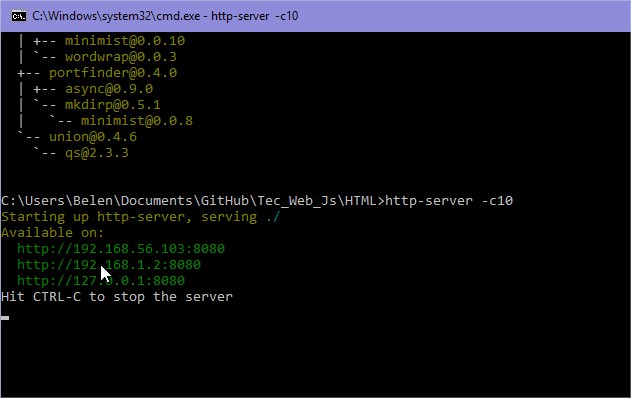 C:\Windows\system32\cmd.exe - http-server -c10
| +-- minimist@0.0.10
| `-- wordwrap@0.0.3
+-- portfinder@0.4.0
| +-- async@0.9.0
| `-- mkdirp@0.5.1
|   `-- minimist@0.0.8
`-- union@0.4.6
  `-- qs@2.3.3
C:\Users\Belen\Documents\GitHub\Tec_Web_Js\HTML>http-server -c10
Starting up http-server, serving ./
Available on:
http://192.168.56.103:8080
http://192.168.1.2:8080
http://127.0.0.1:8080
Hit CTRL-C to stop the server